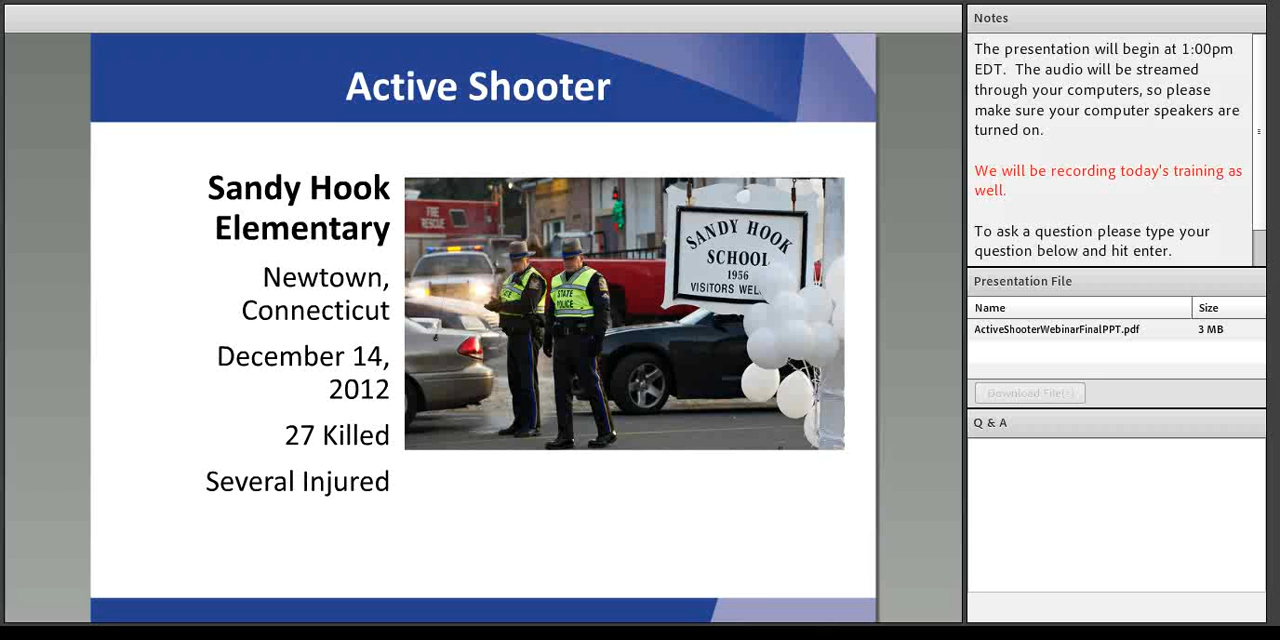 Active Shooter
Sandy Hook
Elementary
Newtown,
Connecticut
December 14,
2012
27 Killed
Several Injured
FIRE
RESCUE
STATE
POLICE
SANDY HOOK
SCHOOL
1956
VISITORS
Notes
The presentation will begin at 1:00pm
EDT.  The audio will be streamed
through your computers, so please
make sure your computer speakers are
turned on.
We will be recording today's training as
well.
To ask a question please type your
question below and hit enter.
Presentation File
Name Size
ActiveShooterWebinarFinalPPT.pdf 3 MB
Download File(s)
Q & A